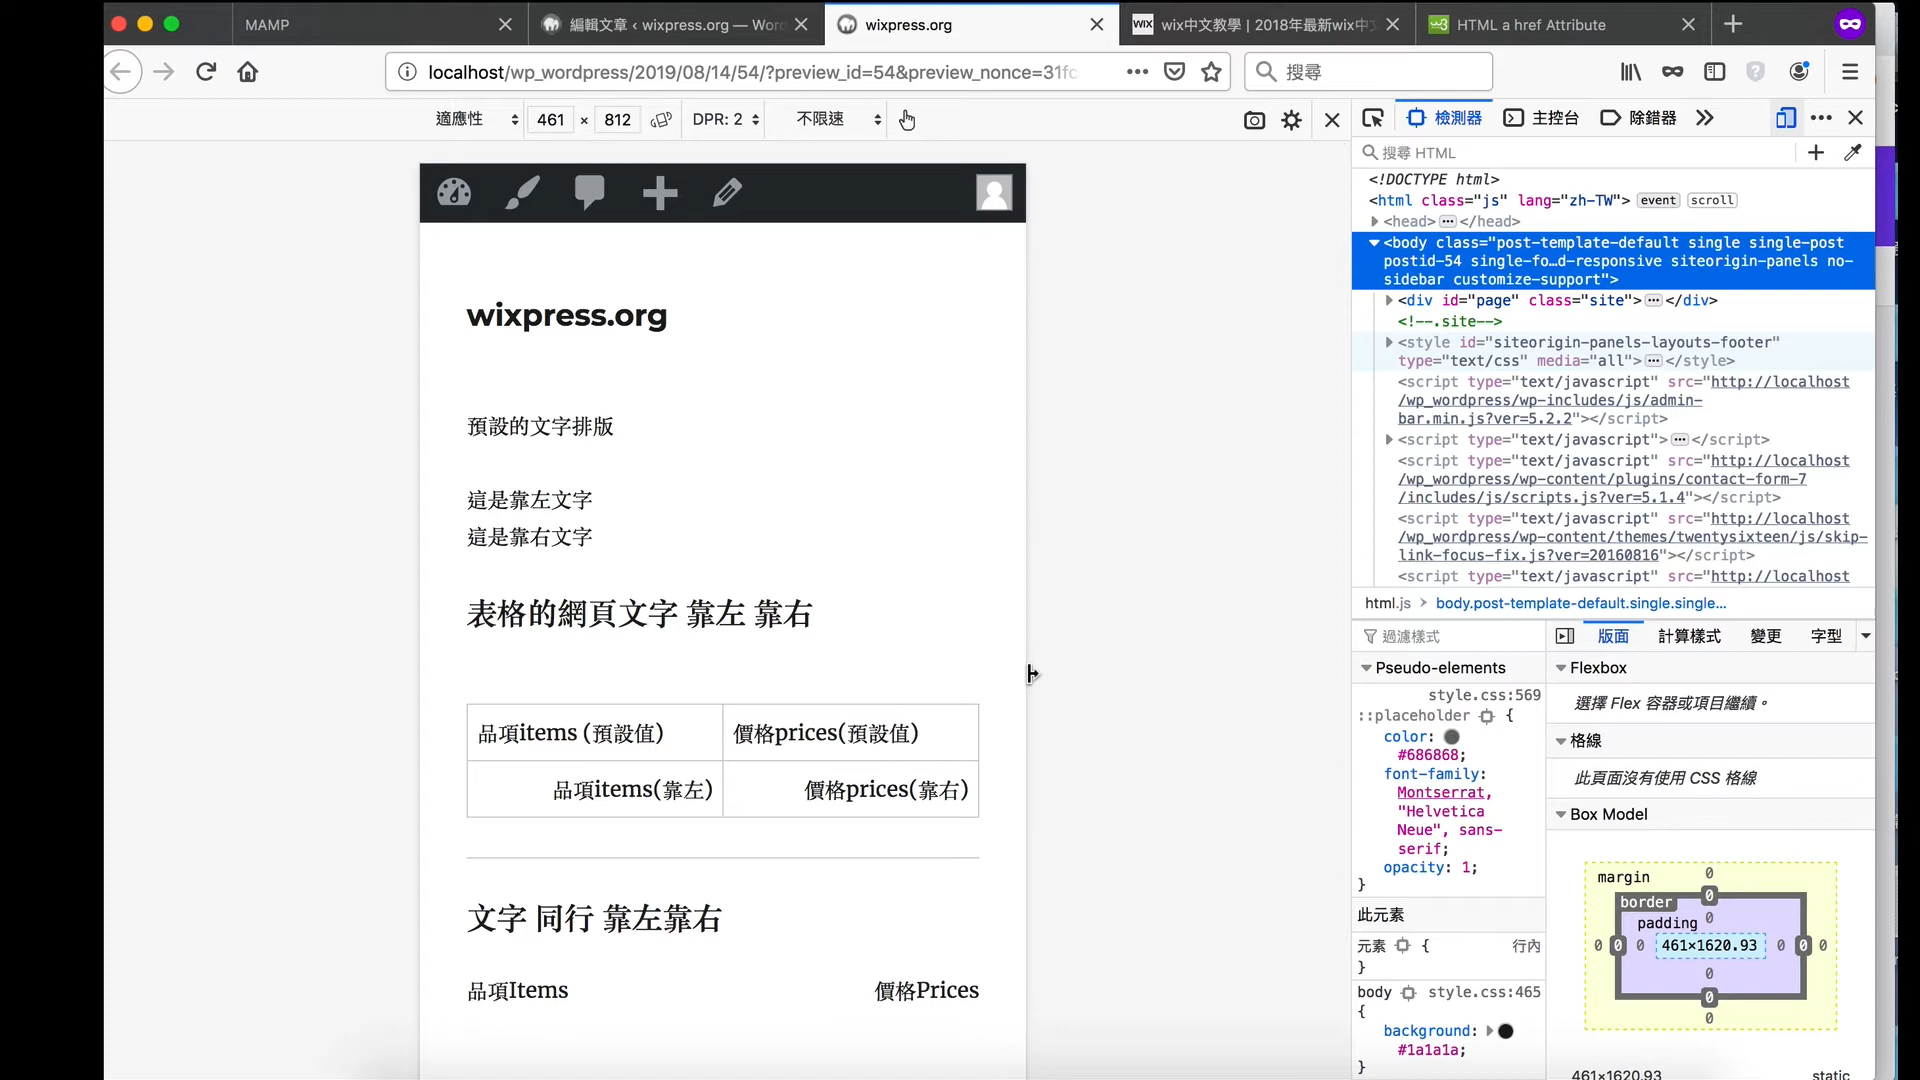 MAMP
編輯文章 ‹ wixpress.org — Wor
wixpress.org
WIX wix中文教學 | 2018年最新wix中
HTML a href Attribute
localhost/wp_wordpress/2019/08/14/54/?preview_id=54&preview_nonce=31fc
搜尋
適應性 461 × 812 DPR: 2 不限速
檢測器 主控台 除錯器
搜尋 HTML
wixpress.org
預設的文字排版
這是靠左文字
這是靠右文字
表格的網頁文字 靠左 靠右
品項items (預設值) 價格prices(預設值)
品項items(靠左) 價格prices(靠右)
文字 同行 靠左靠右
品項Items 價格Prices
<!DOCTYPE html>
<html class="js" lang="zh-TW"> event scroll
<head> ••• </head>
<body class="post-template-default single single-post
postid-54 single-fo…d-responsive siteorigin-panels no-
sidebar customize-support">
<div id="page" class="site"> ••• </div>
<!--.site-->
<style id="siteorigin-panels-layouts-footer"
type="text/css" media="all"> ••• </style>
<script type="text/javascript" src="http://localhost
/wp_wordpress/wp-includes/js/admin-
bar.min.js?ver=5.2.2"></script>
<script type="text/javascript"> ••• </script>
<script type="text/javascript" src="http://localhost
/wp_wordpress/wp-content/plugins/contact-form-7
/includes/js/scripts.js?ver=5.1.4"></script>
<script type="text/javascript" src="http://localhost
/wp_wordpress/wp-content/themes/twentysixteen/js/skip-
link-focus-fix.js?ver=20160816"></script>
<script type="text/javascript" src="http://localhost
html.js > body.post-template-default.single.single…
過濾樣式
版面 計算樣式 變更 字型
Pseudo-elements
style.css:569
::placeholder {
color:
#686868;
font-family:
Montserrat,
"Helvetica
Neue", sans-
serif;
opacity: 1;
}
此元素
元素 { 行內
}
body style.css:465
{
background:
#1a1a1a;
}
Flexbox
選擇 Flex 容器或項目繼續。
格線
此頁面沒有使用 CSS 格線
Box Model
margin 0
border 0
padding 0
0 0 0 461×1620.93 0 0 0
0
0
0
461×1620.93 static